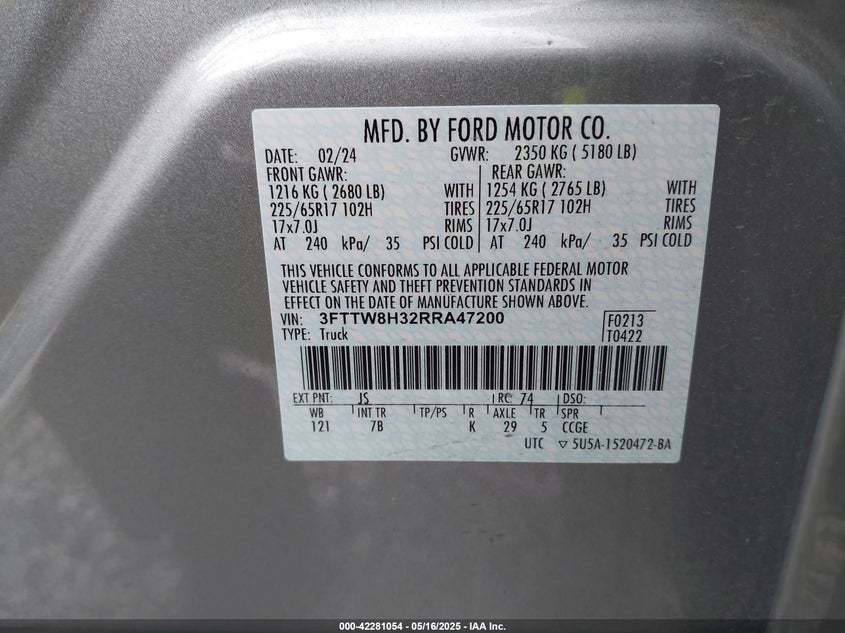 MFD. BY FORD MOTOR CO.
DATE: 02/24 GVWR: 2350 KG ( 5180 LB)
FRONT GAWR: REAR GAWR:
1216 KG ( 2680 LB) WITH 1254 KG ( 2765 LB) WITH
225/65R17 102H TIRES 225/65R17 102H TIRES
17x7.0J RIMS 17x7.0J RIMS
AT 240 kPa/ 35 PSI COLD AT 240 kPa/ 35 PSI COLD
THIS VEHICLE CONFORMS TO ALL APPLICABLE FEDERAL MOTOR
VEHICLE SAFETY AND THEFT PREVENTION STANDARDS IN
EFFECT ON THE DATE OF MANUFACTURE SHOWN ABOVE.
VIN: 3FTTW8H32RRA47200 F0213
TYPE: Truck T0422
EXT PNT: JS RC: 74 DSO:
WB INT TR TP/PS R AXLE TR SPR
121 7B K 29 5 CCGE
UTC ▽ 5U5A-1520472-BA
000-42281054 - 05/16/2025 - IAA Inc.